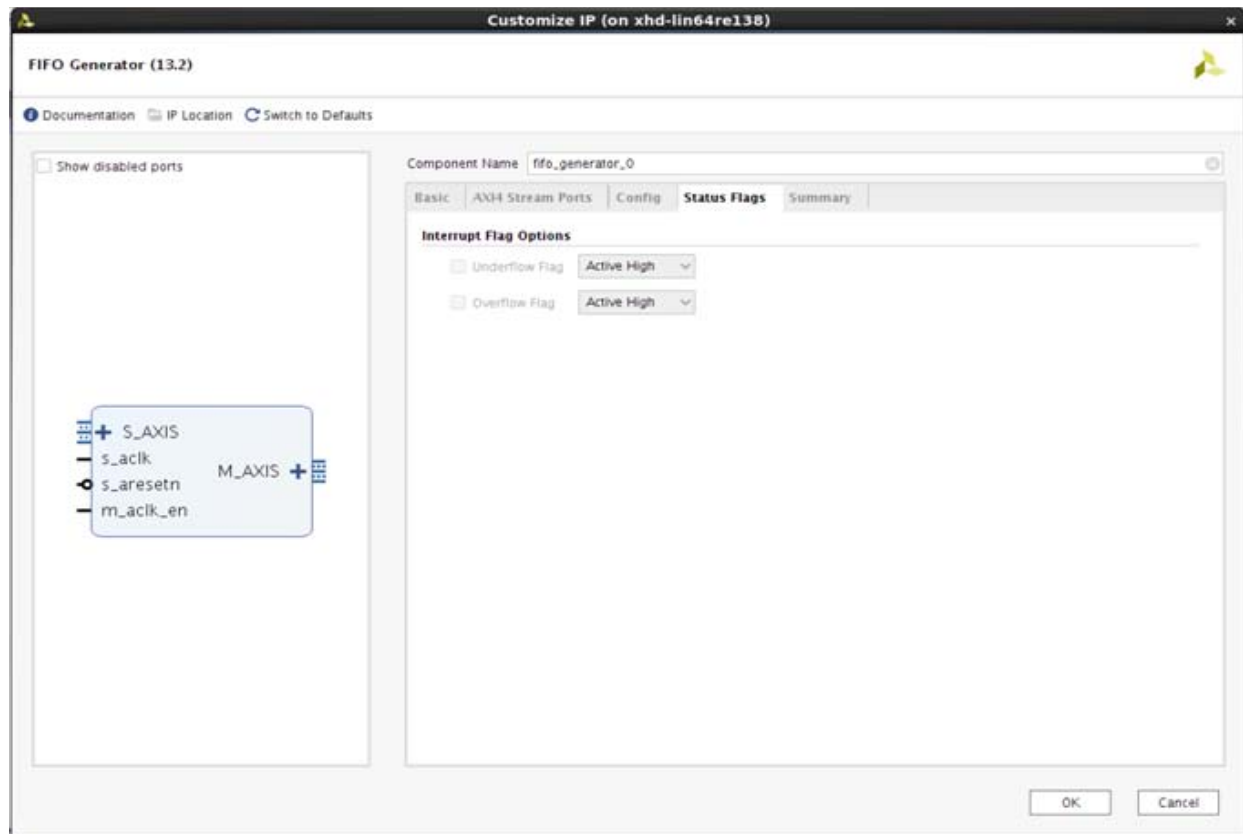 Customize IP (on xhd-lin64re138)
FIFO Generator (13.2)
Documentation IP Location Switch to Defaults
Show disabled ports
S_AXIS
s_aclk
s_aresetn
m_aclk_en
M_AXIS
Component Name fifo_generator_0
Basic AXI4 Stream Ports Config Status Flags Summary
Interrupt Flag Options
Underflow Flag Active High
Overflow Flag Active High
OK Cancel